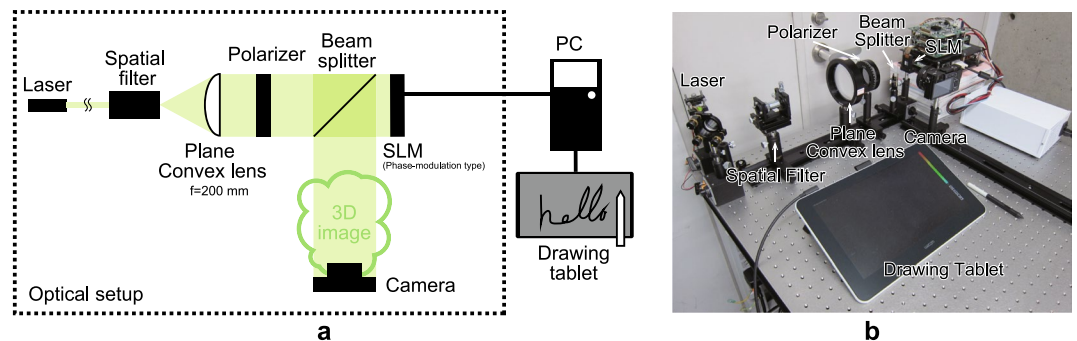 Laser
Spatial
filter
Polarizer
Beam
splitter
PC
Plane
Convex lens
f=200 mm
SLM
(Phase-modulation type)
3D
image
hello
Drawing
tablet
Camera
Optical setup
a
Beam
Splitter
Polarizer
SLM
Laser
Plane
Convex lens
Camera
Spatial Filter
Drawing Tablet
b